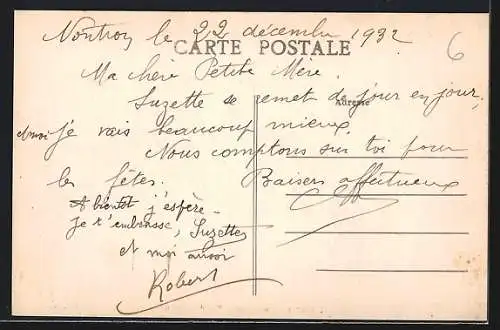 Nontron le 22 décembre 1932
CARTE POSTALE
6
Ma chère Petite Mère.
Suzette se remet de jour en jour,
Adresse
et moi je vais beaucoup mieux.
Nous comptons sur toi pour
les fêtes. Baisers affectueux
A bientôt j'espère -
je t'embrasse, Suzette
et moi aussi
Robert